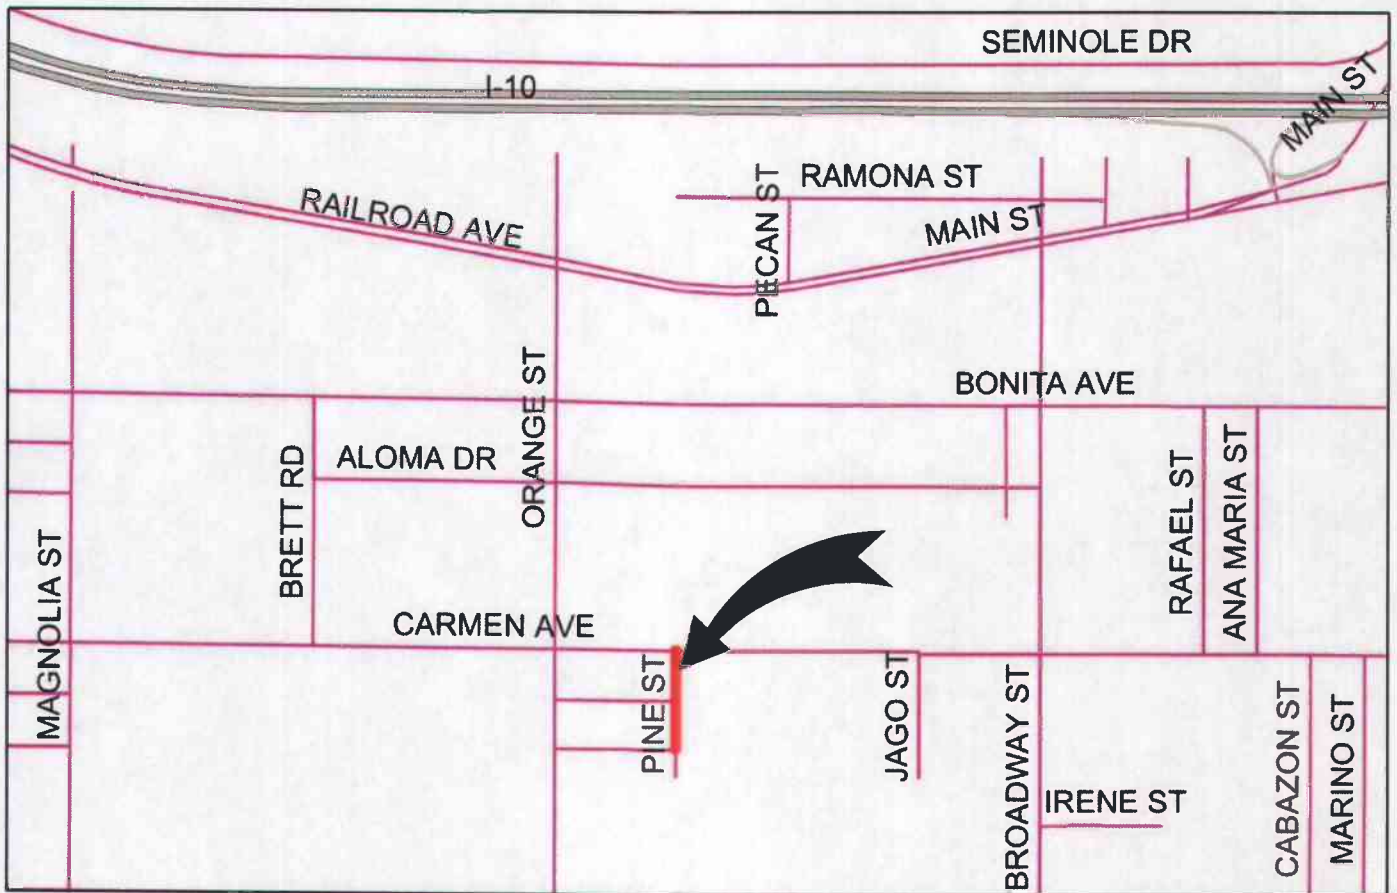 SEMINOLE DR
I-10
MAIN ST
RAMONA ST
PECAN ST
RAILROAD AVE
MAIN ST
ORANGE ST
BONITA AVE
BRETT RD
ALOMA DR
RAFAEL ST
ANA MARIA ST
MAGNOLIA ST
CARMEN AVE
PINE ST
JAGO ST
BROADWAY ST
CABAZON ST
MARINO ST
IRENE ST